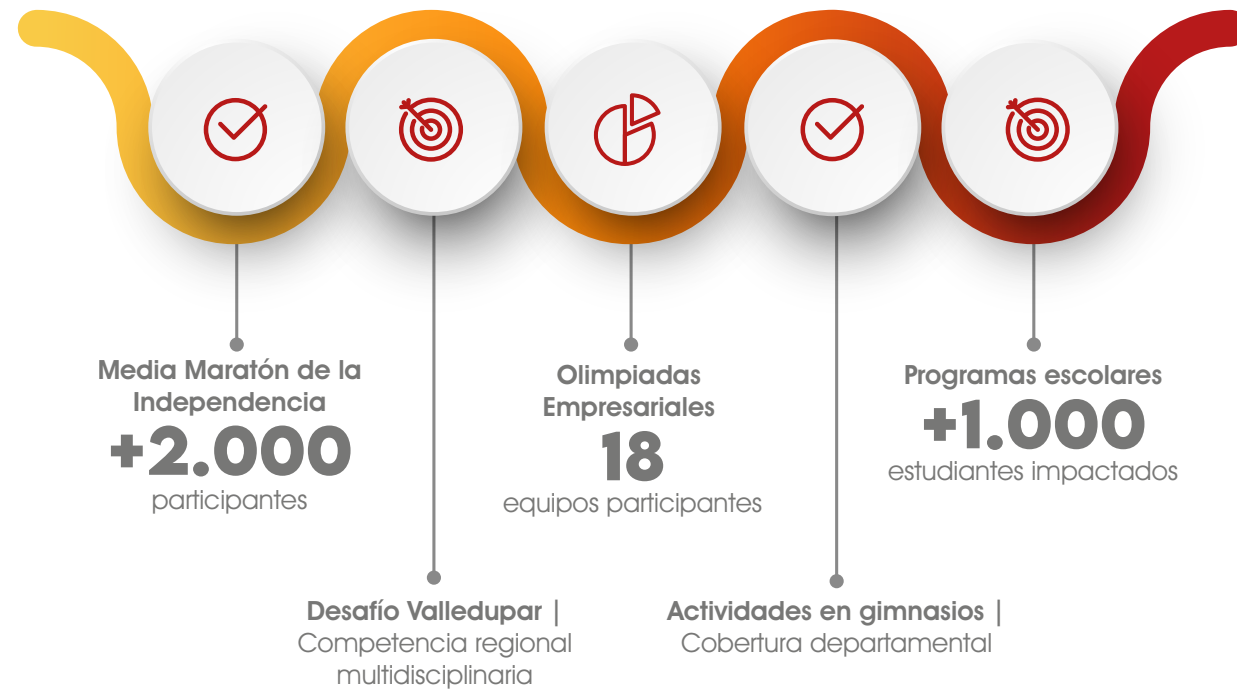 Media Maratón de la
Independencia
+2.000
participantes
Desafío Valledupar |
Competencia regional
multidisciplinaria
Olimpiadas
Empresariales
18
equipos participantes
Actividades en gimnasios |
Cobertura departamental
Programas escolares
+1.000
estudiantes impactados